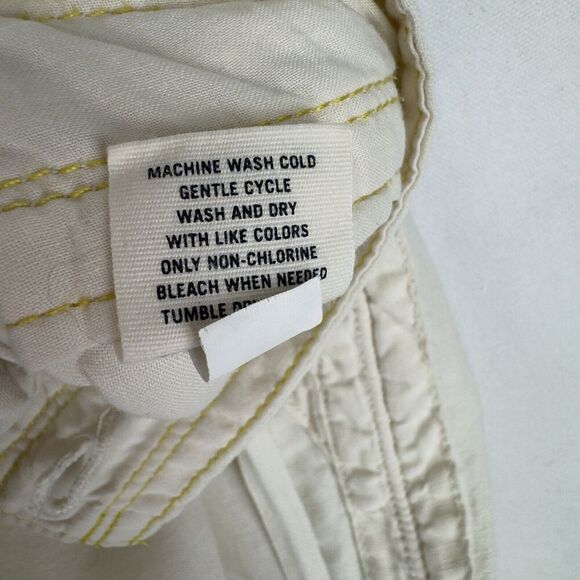 MACHINE WASH COLD
GENTLE CYCLE
WASH AND DRY
WITH LIKE COLORS
ONLY NON-CHLORINE
BLEACH WHEN NEEDED
TUMBLE